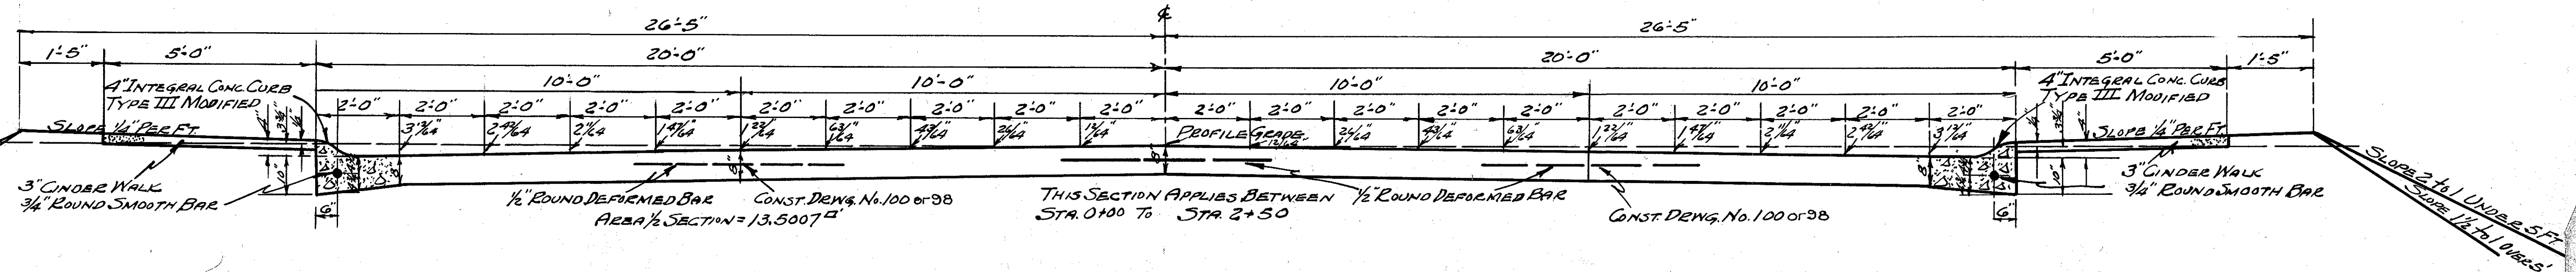 ℄
26'-5" 26'-5"
1'-5" 5'-0" 20'-0" 20'-0" 5'-0" 1'-5"
10'-0" 10'-0" 10'-0" 10'-0"
4" INTEGRAL CONC. CURB
TYPE III MODIFIED
4" INTEGRAL CONC. CURB
TYPE III MODIFIED
2'-0" 2'-0" 2'-0" 2'-0" 2'-0" 2'-0" 2'-0" 2'-0" 2'-0" 2'-0" 2'-0" 2'-0" 2'-0" 2'-0" 2'-0" 2'-0" 2'-0" 2'-0" 2'-0"
SLOPE 1/4" PER FT.
PROFILE GRADE
SLOPE 1/4" PER FT.
10" 8" 8" 8" 8" 10"
3" CINDER WALK
3/4" ROUND SMOOTH BAR
6"
1/2" ROUND DEFORMED BAR
AREA 1/2 SECTION = 13.5007 □'
CONST. DRWG. No. 100 or 98
THIS SECTION APPLIES BETWEEN
STA. 0+00 To STA. 2+50
1/2" ROUND DEFORMED BAR
CONST. DRWG. No. 100 or 98
6"
3" CINDER WALK
3/4" ROUND SMOOTH BAR
SLOPE 2 to 1 UNDER 5 FT.
SLOPE 1 1/2 to 1 OVER 5'